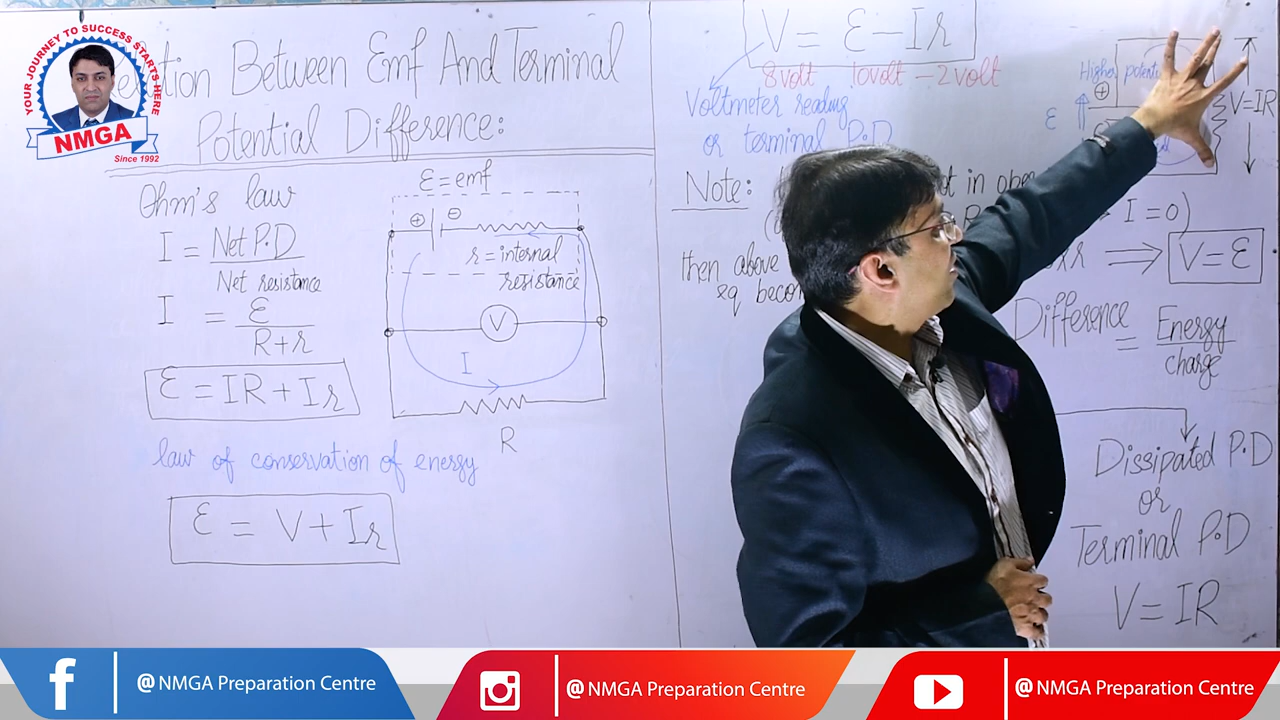 YOUR JOURNEY TO SUCCESS STARTS HERE
NMGA
Since 1992
Between Emf And Terminal
Potential Difference:
Ohm's law
I = Net P.D
Net resistance
I = ε
R+r
ε = IR + Ir
law of conservation of energy
ε = V + Ir
ε = emf
⊕ ⊖
r = internal
resistance
V
I
R
V = ε − Ir
8 volt 10 volt − 2 volt
Voltmeter reading
or terminal P.D
Note:
in open
I = 0)
then above
eq
⇒ V = ε
Higher
⊕
ε
V=IR
Difference = Energy
charge
Dissipated P.D
or
Terminal P.D
V = IR
@NMGA Preparation Centre
@NMGA Preparation Centre
@NMGA Preparation Centre